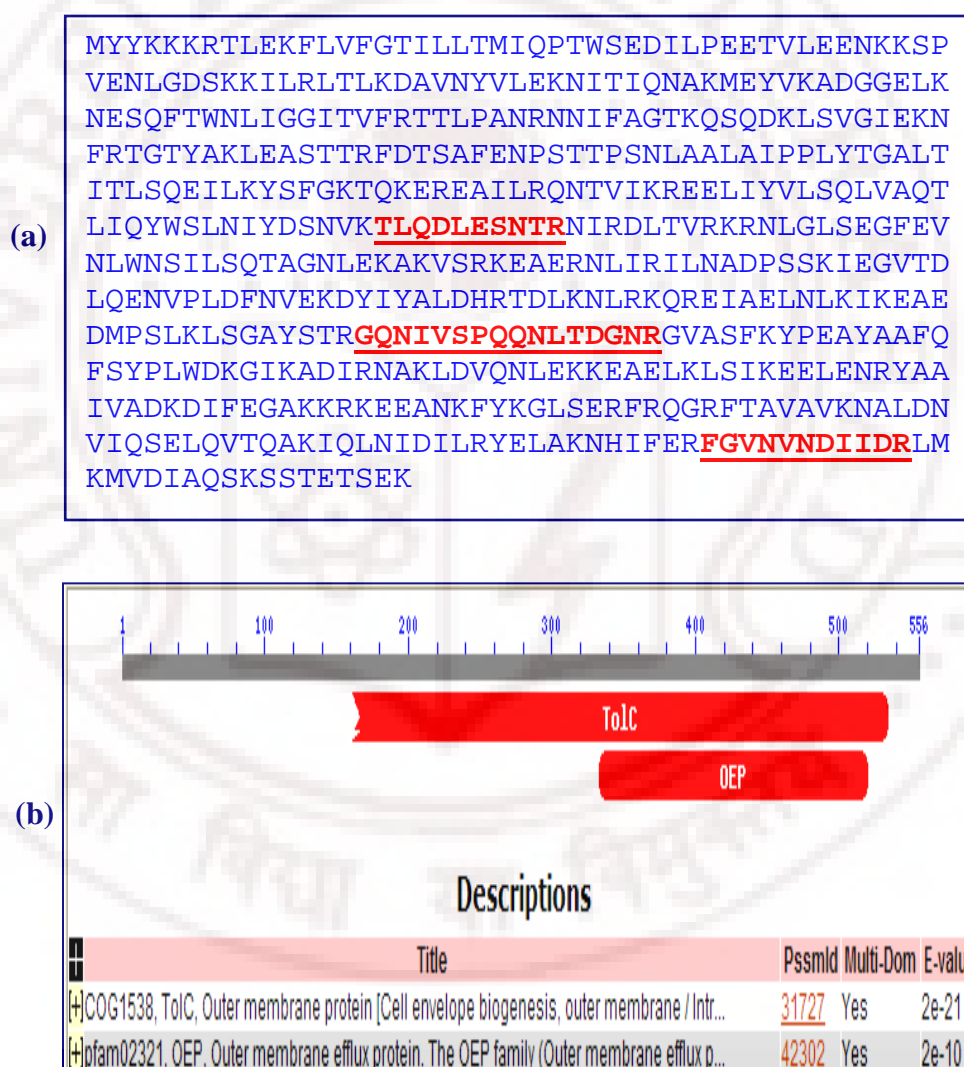 MYYKKKRTLEKFLVFGTILLTMIQPTWSEDILPEETVLEENKKSP
VENLGDSKKILRLTLKDAVNYVLEKNITIQNAKMEYVKADGGELK
NESQFTWNLIGGITVFRTTLPANRNNIFAGTKQSQDKLSVGIEKN
FRTGTYAKLEASTTRFDTSAFENPSTTPSNLAALAIPPLYTGALT
ITLSQEILKYSFGKTQKEREAILRQNTVIKREELIYVLSQLVAQT
(a) LIQYWSLNIYDSNVKTLQDLESNTRNIRDLTVRKRNLGLSEGFEV
NLWNSILSQTAGNLEKAKVSRKEAERNLIRILNADPSSKIEGVTD
LQENVPLDFNVEKDYIYALDHRTDLKNLRKQREIAELNLKIKEAE
DMPSLKLSGAYSTRGQNIVSPQQNLTDGNRGVASFKYPEAYAAFQ
FSYPLWDKGIKADIRNAKLDVQNLEKKEAELKLSIKEELENRYAA
IVADKDIFEGAKKRKEEANKFYKGLSERFRQGRFTAVAVKNALDN
VIQSELQVTQAKIQLNIDILRYELAKNHIFERFGVNVNDIIDRLM
KMVDIAQSKSSTETSEK
1 100 200 300 400 500 556
TolC
OEP
(b)
Descriptions
Title PssmId Multi-Dom E-valu
[+]COG1538, TolC, Outer membrane protein [Cell envelope biogenesis, outer membrane / Intr... 31727 Yes 2e-21
[+]pfam02321, OEP, Outer membrane efflux protein. The OEP family (Outer membrane efflux p... 42302 Yes 2e-10